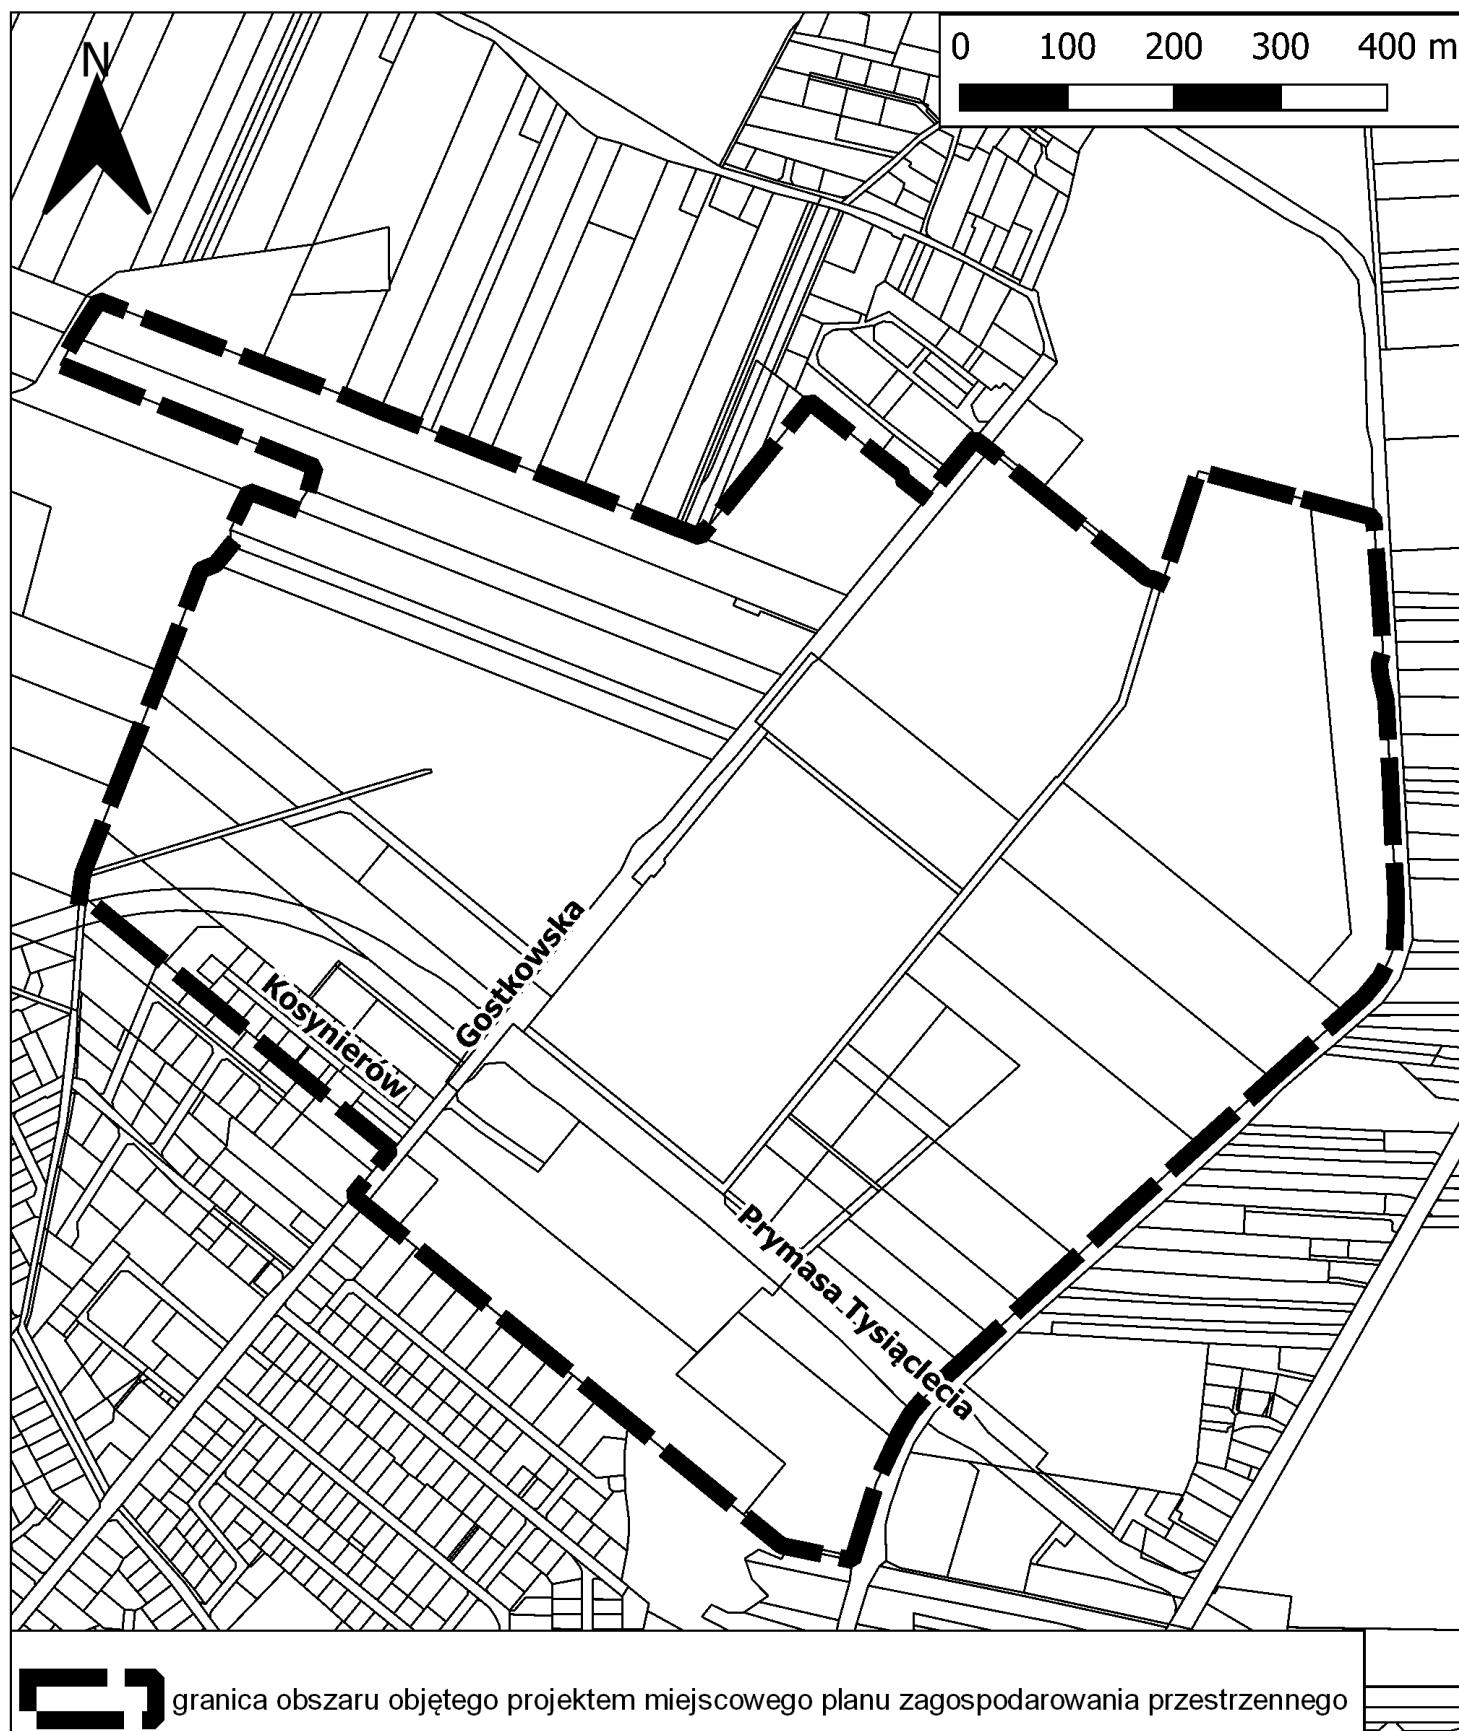 N
0 100 200 300 400 m
Gostkowska
Kosynierów
Prymasa Tysiąclecia
granica obszaru objętego projektem miejscowego planu zagospodarowania przestrzennego